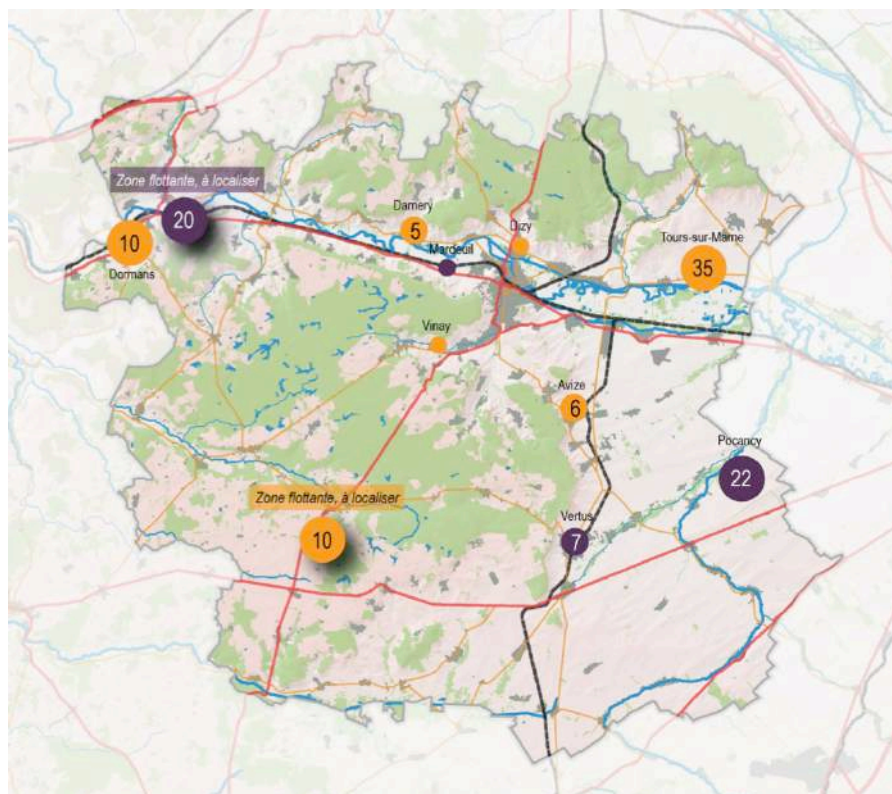 Zone flottante, à localiser
20
10
Dormans
Damery
5
Dizy
Mardeuil
Tours-sur-Marne
35
Vinay
Avize
6
Pocancy
22
Zone flottante, à localiser
10
Vertus
7